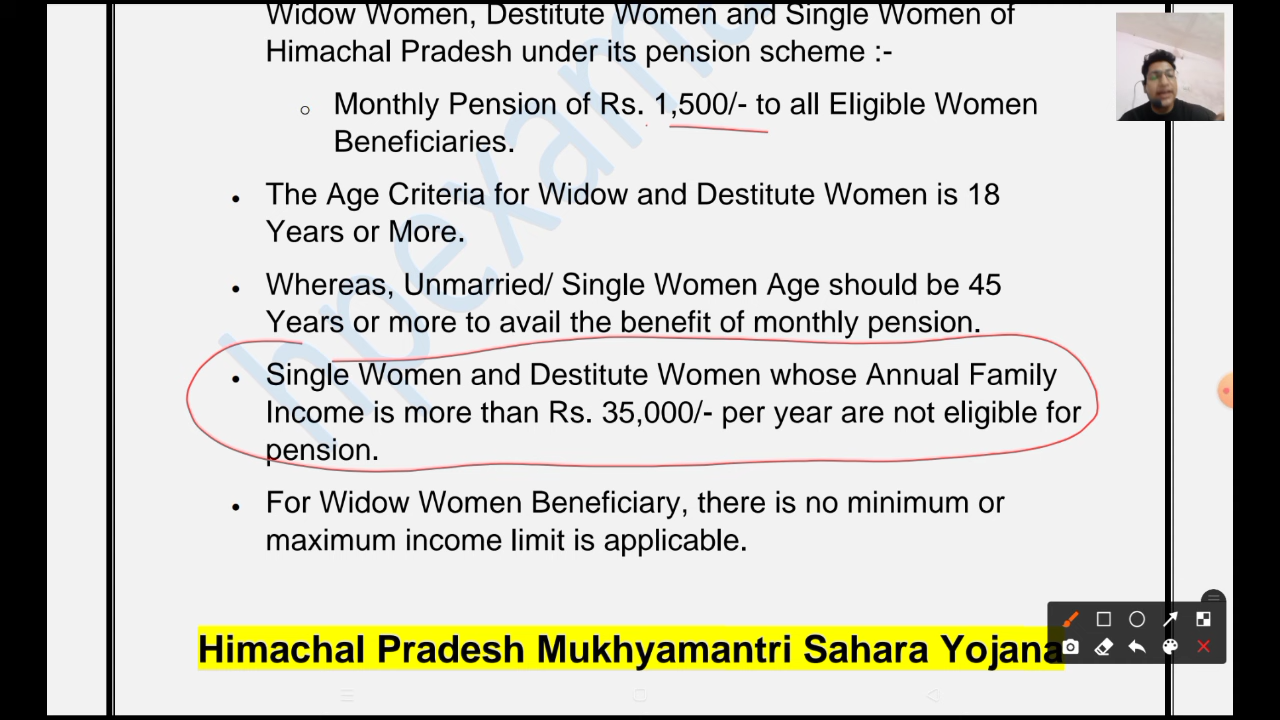 Widow Women, Destitute Women and Single Women of
Himachal Pradesh under its pension scheme :-
Monthly Pension of Rs. 1,500/- to all Eligible Women
Beneficiaries.
The Age Criteria for Widow and Destitute Women is 18
Years or More.
Whereas, Unmarried/ Single Women Age should be 45
Years or more to avail the benefit of monthly pension.
Single Women and Destitute Women whose Annual Family
Income is more than Rs. 35,000/- per year are not eligible for
pension.
For Widow Women Beneficiary, there is no minimum or
maximum income limit is applicable.
Himachal Pradesh Mukhyamantri Sahara Yojana
hpexam